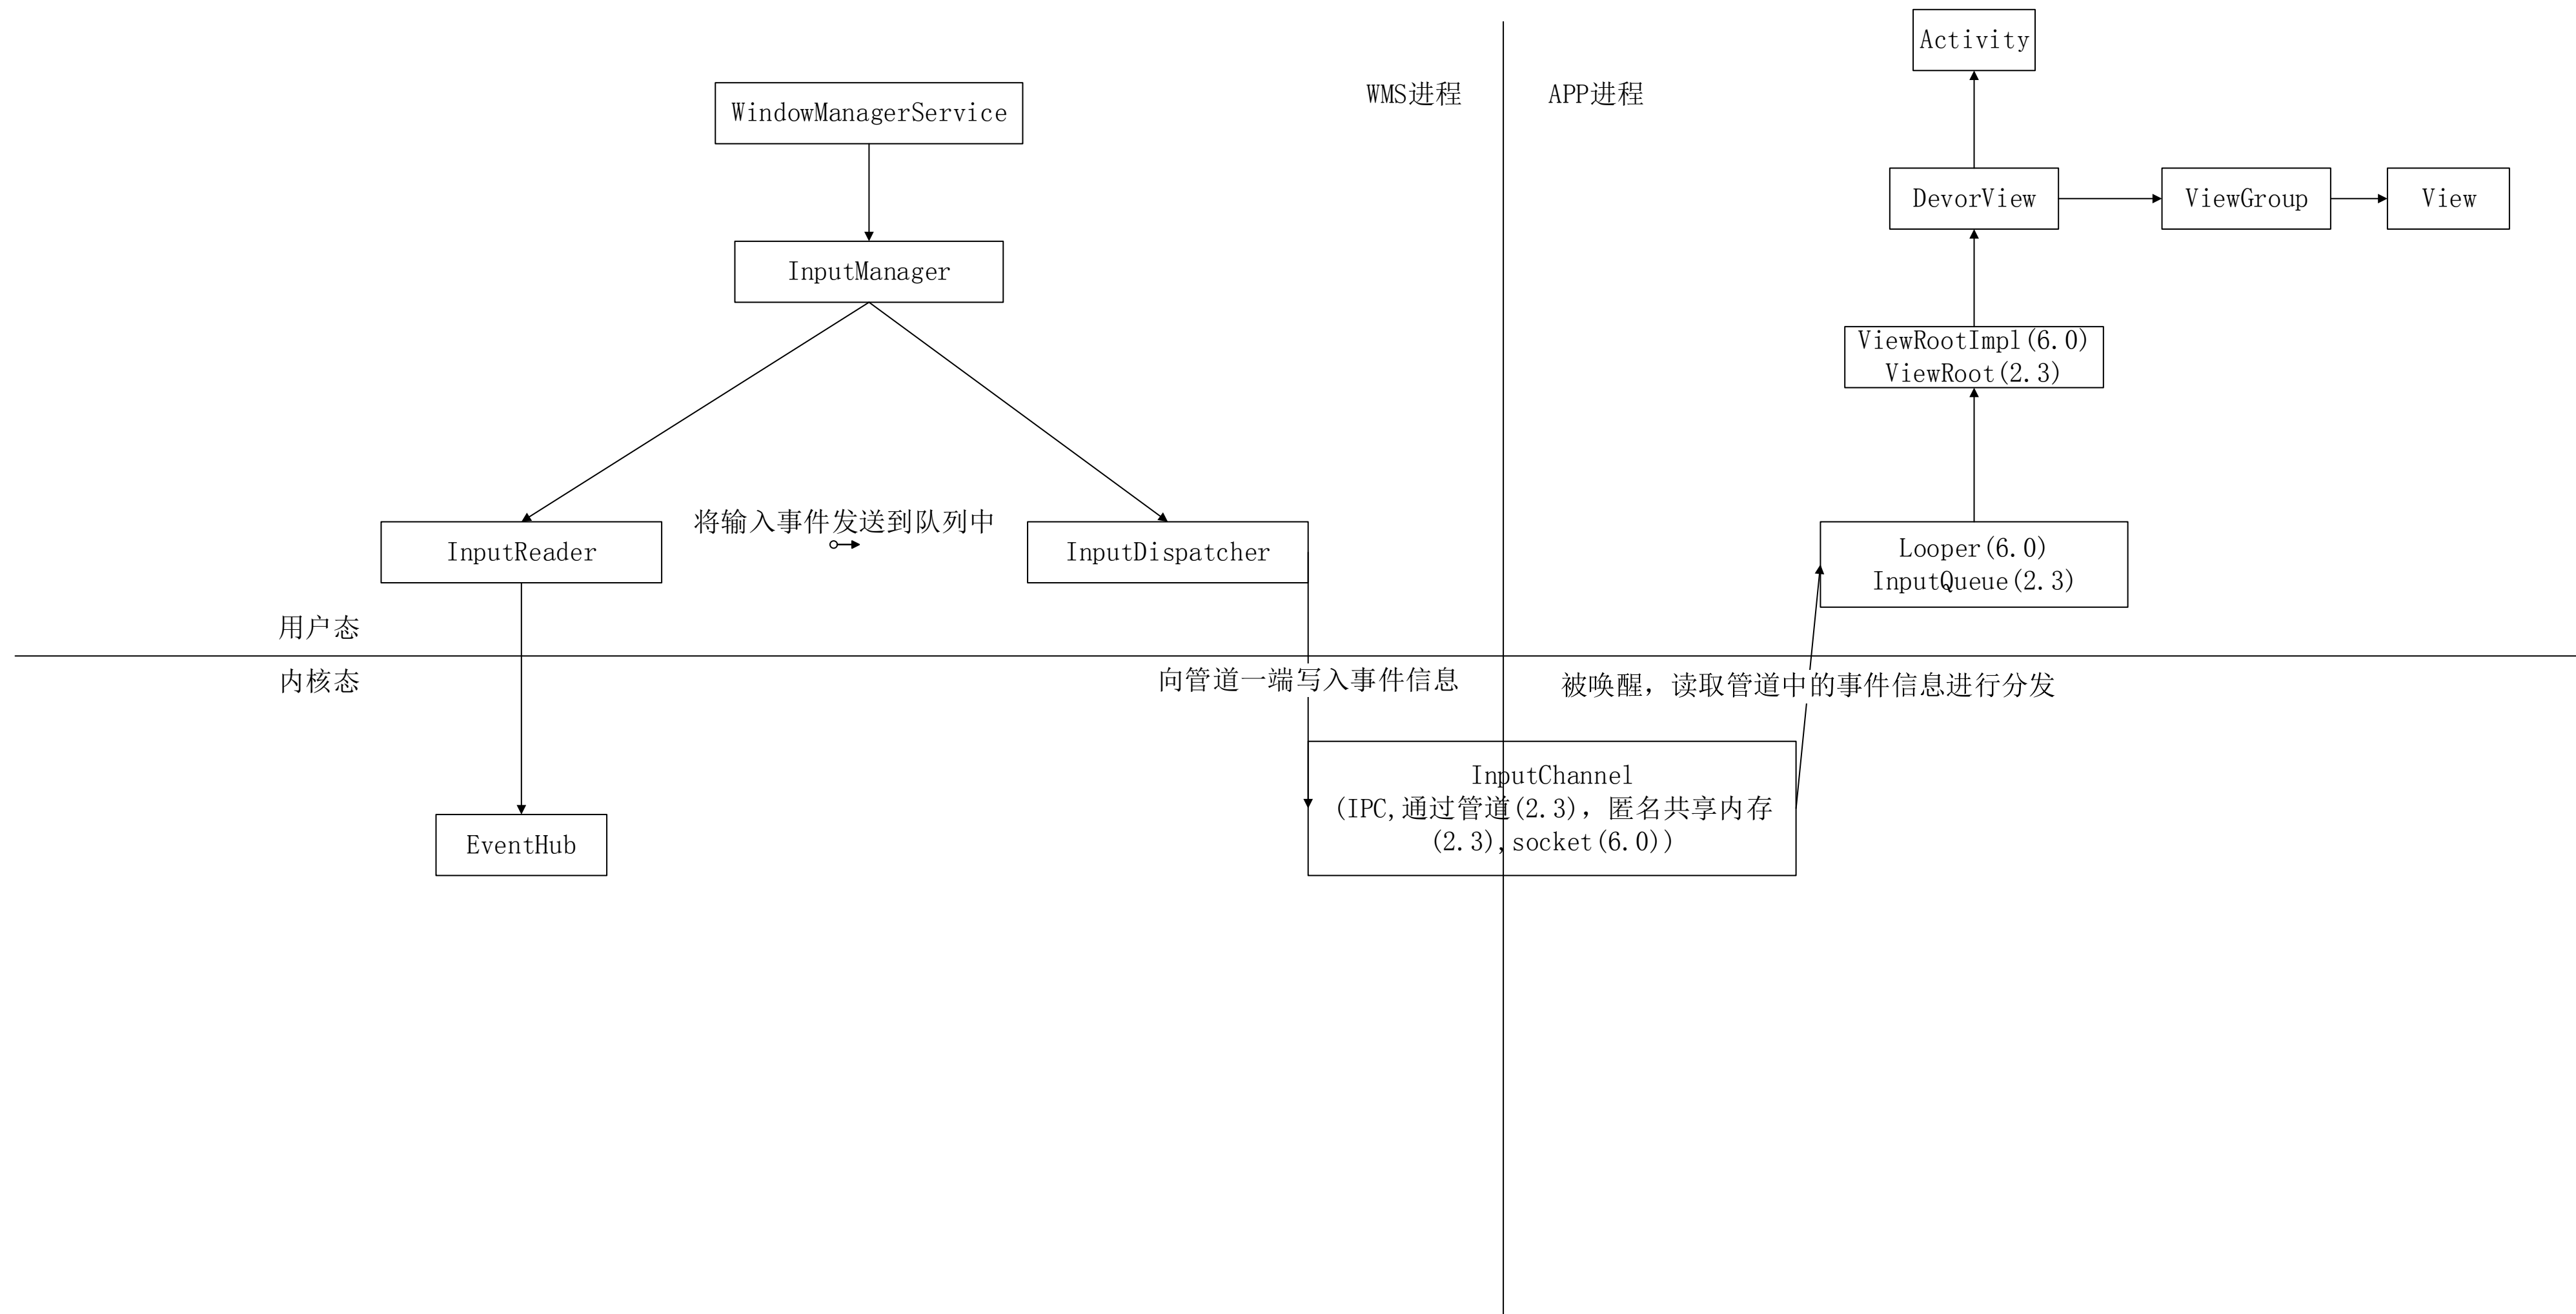 Activity
WMS进程
APP进程
WindowManagerService
DevorView
ViewGroup
View
InputManager
ViewRootImpl(6.0)
ViewRoot(2.3)
将输入事件发送到队列中
InputReader
InputDispatcher
Looper(6.0)
InputQueue(2.3)
用户态
内核态
向管道一端写入事件信息
被唤醒，读取管道中的事件信息进行分发
InputChannel
(IPC,通过管道(2.3)，匿名共享内存
(2.3),socket(6.0))
EventHub